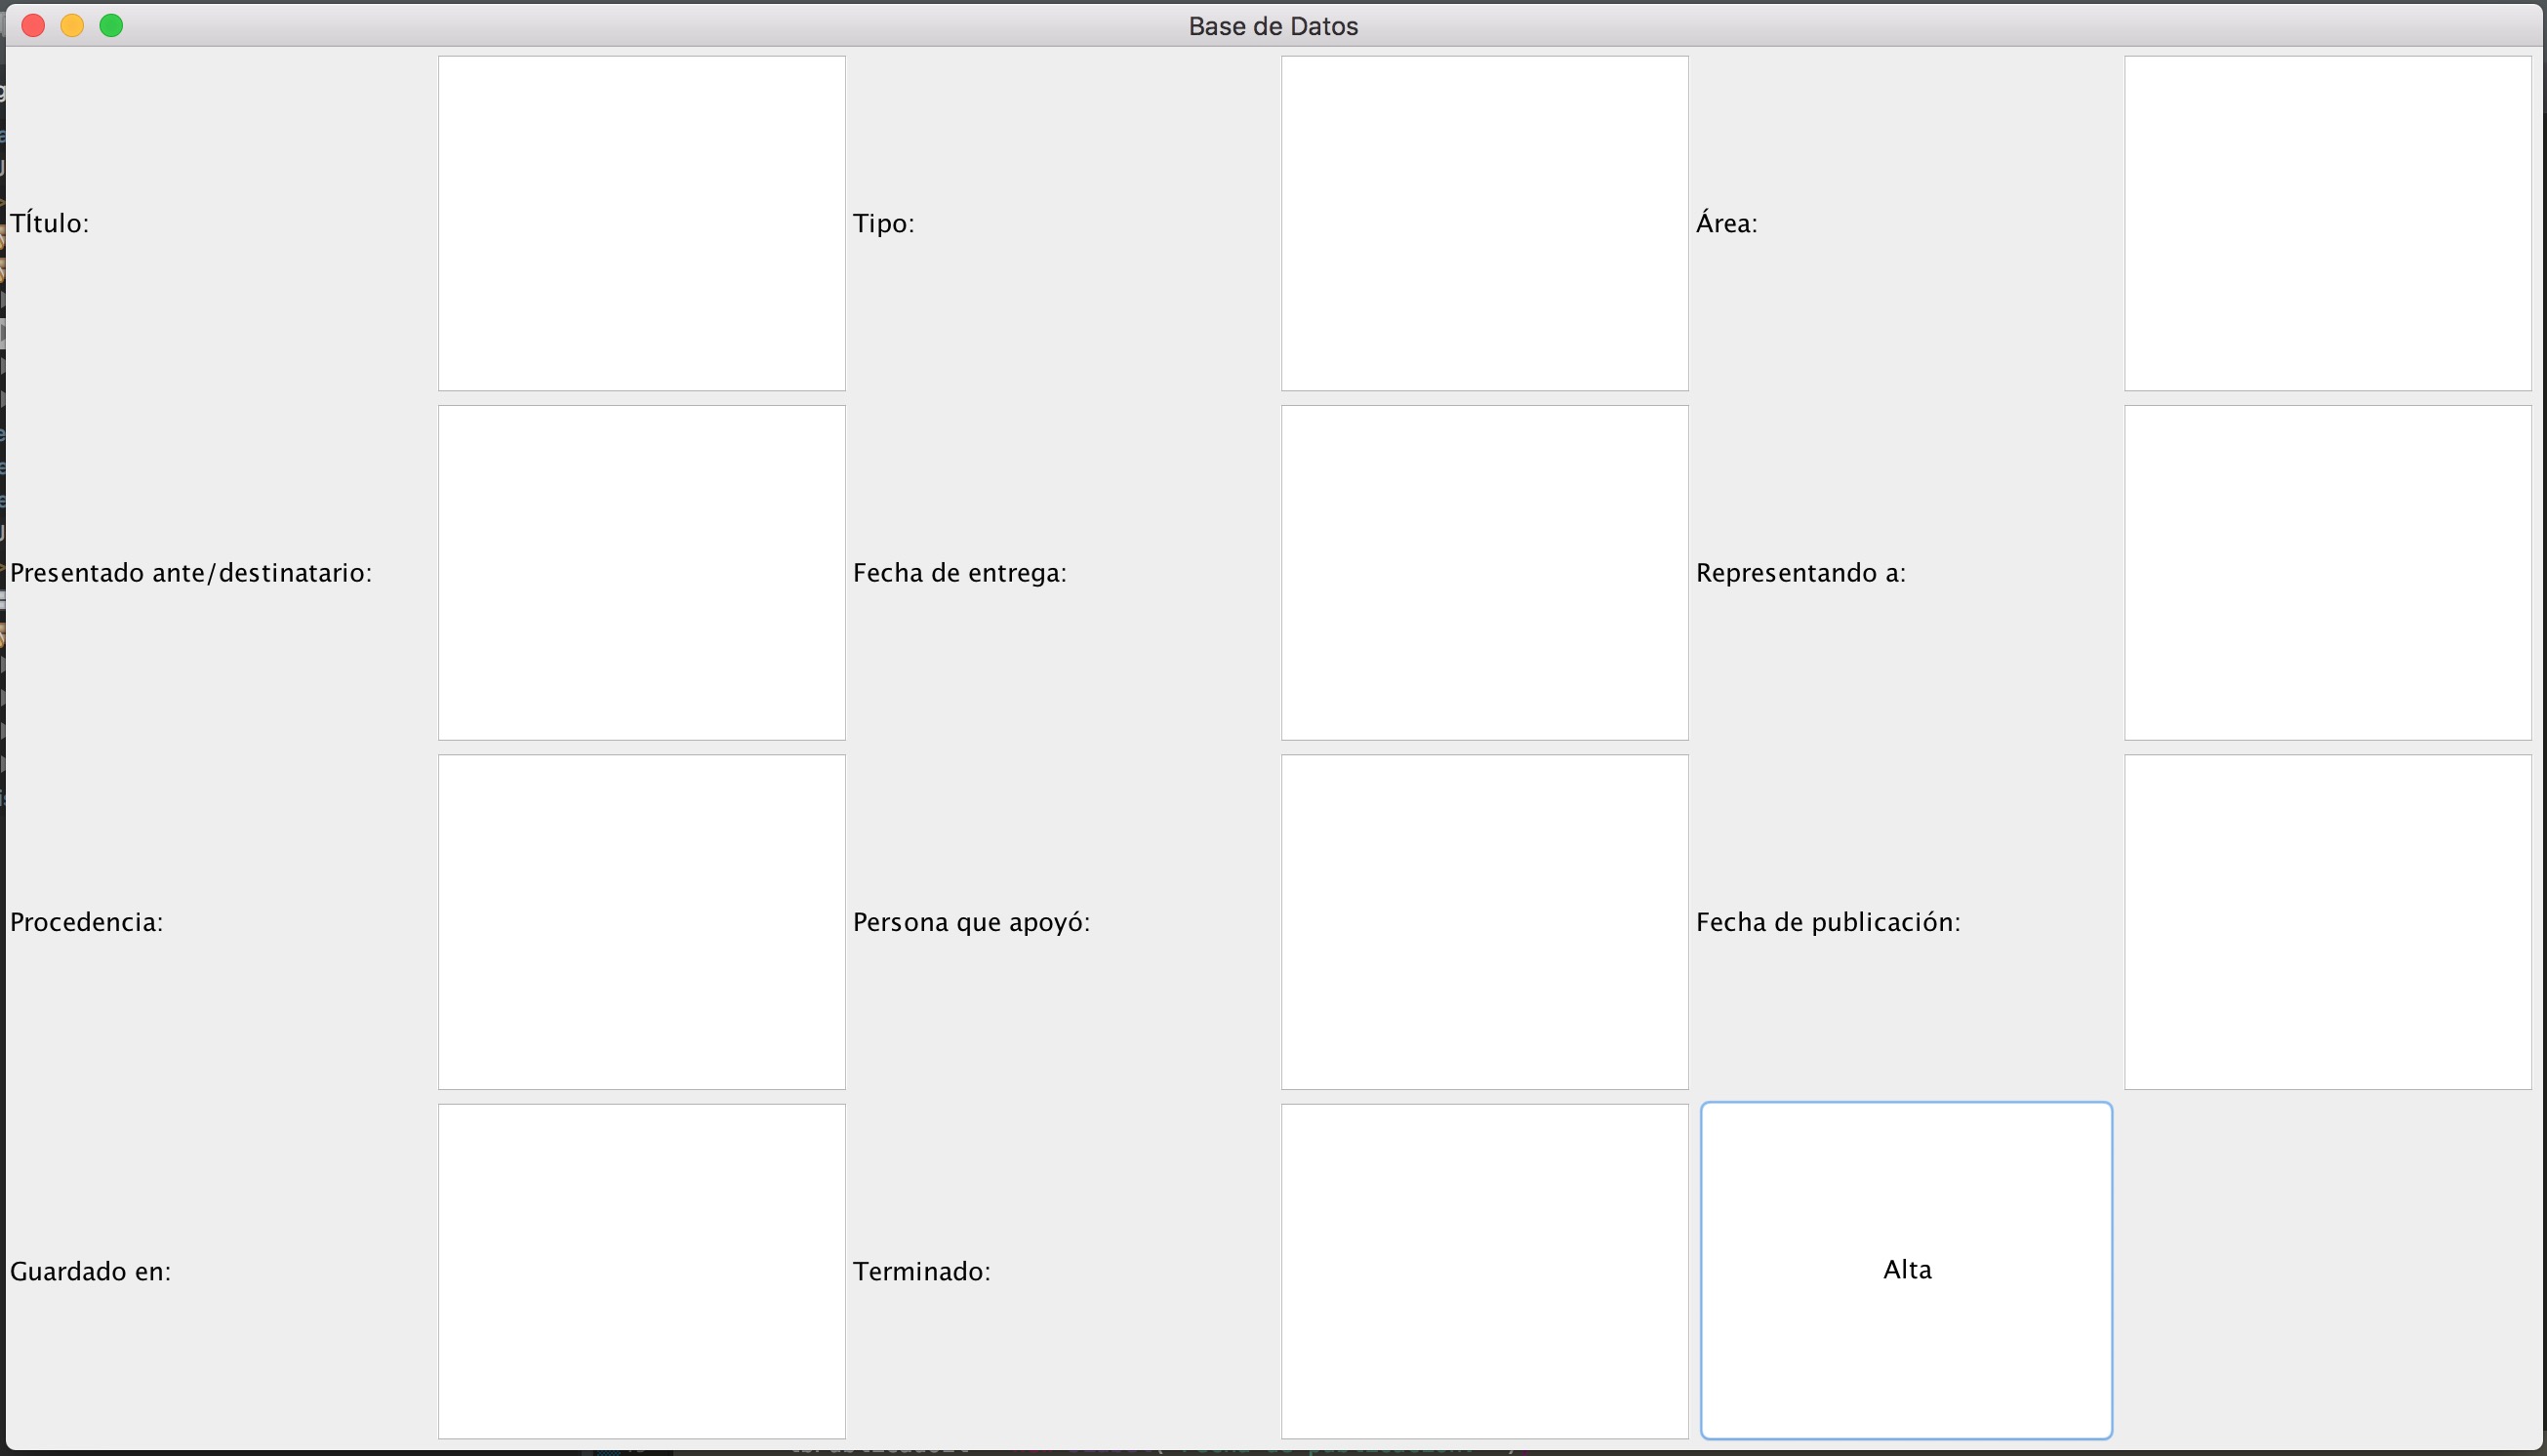 Base de Datos
TÍtulo:
Tipo:
Área:
Presentado ante/destinatario:
Fecha de entrega:
Representando a:
Procedencia:
Persona que apoyó:
Fecha de publicación:
Guardado en:
Terminado:
Alta